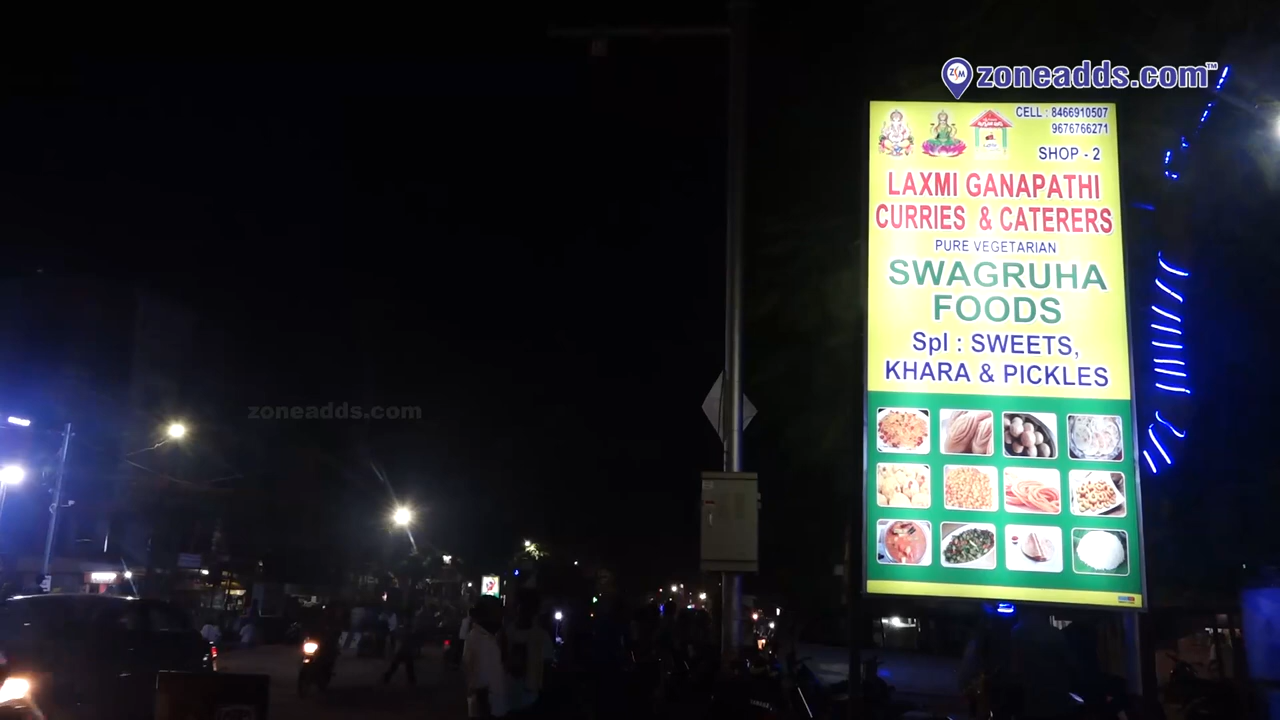 zoneadds.com™
ZSM
CELL : 8466910507
9676766271
SHOP - 2
LAXMI GANAPATHI
CURRIES & CATERERS
PURE VEGETARIAN
SWAGRUHA
FOODS
Spl : SWEETS,
KHARA & PICKLES
zoneadds.com